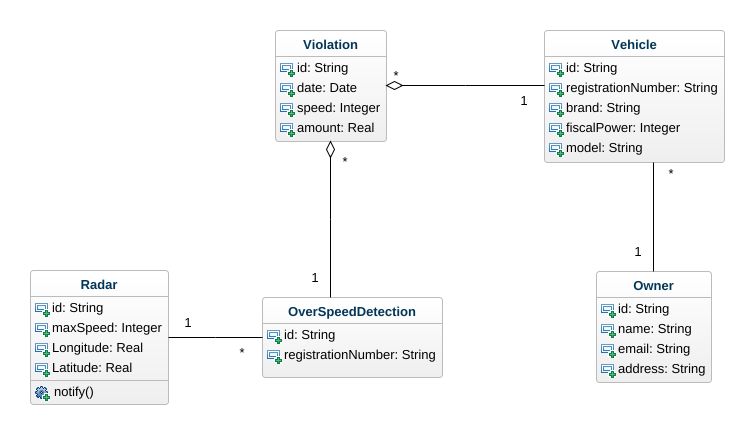 Violation
id: String
date: Date
speed: Integer
amount: Real
*
1
Vehicle
id: String
registrationNumber: String
brand: String
fiscalPower: Integer
model: String
*
1
*
1
Radar
id: String
maxSpeed: Integer
Longitude: Real
Latitude: Real
notify()
1
*
OverSpeedDetection
id: String
registrationNumber: String
Owner
id: String
name: String
email: String
address: String